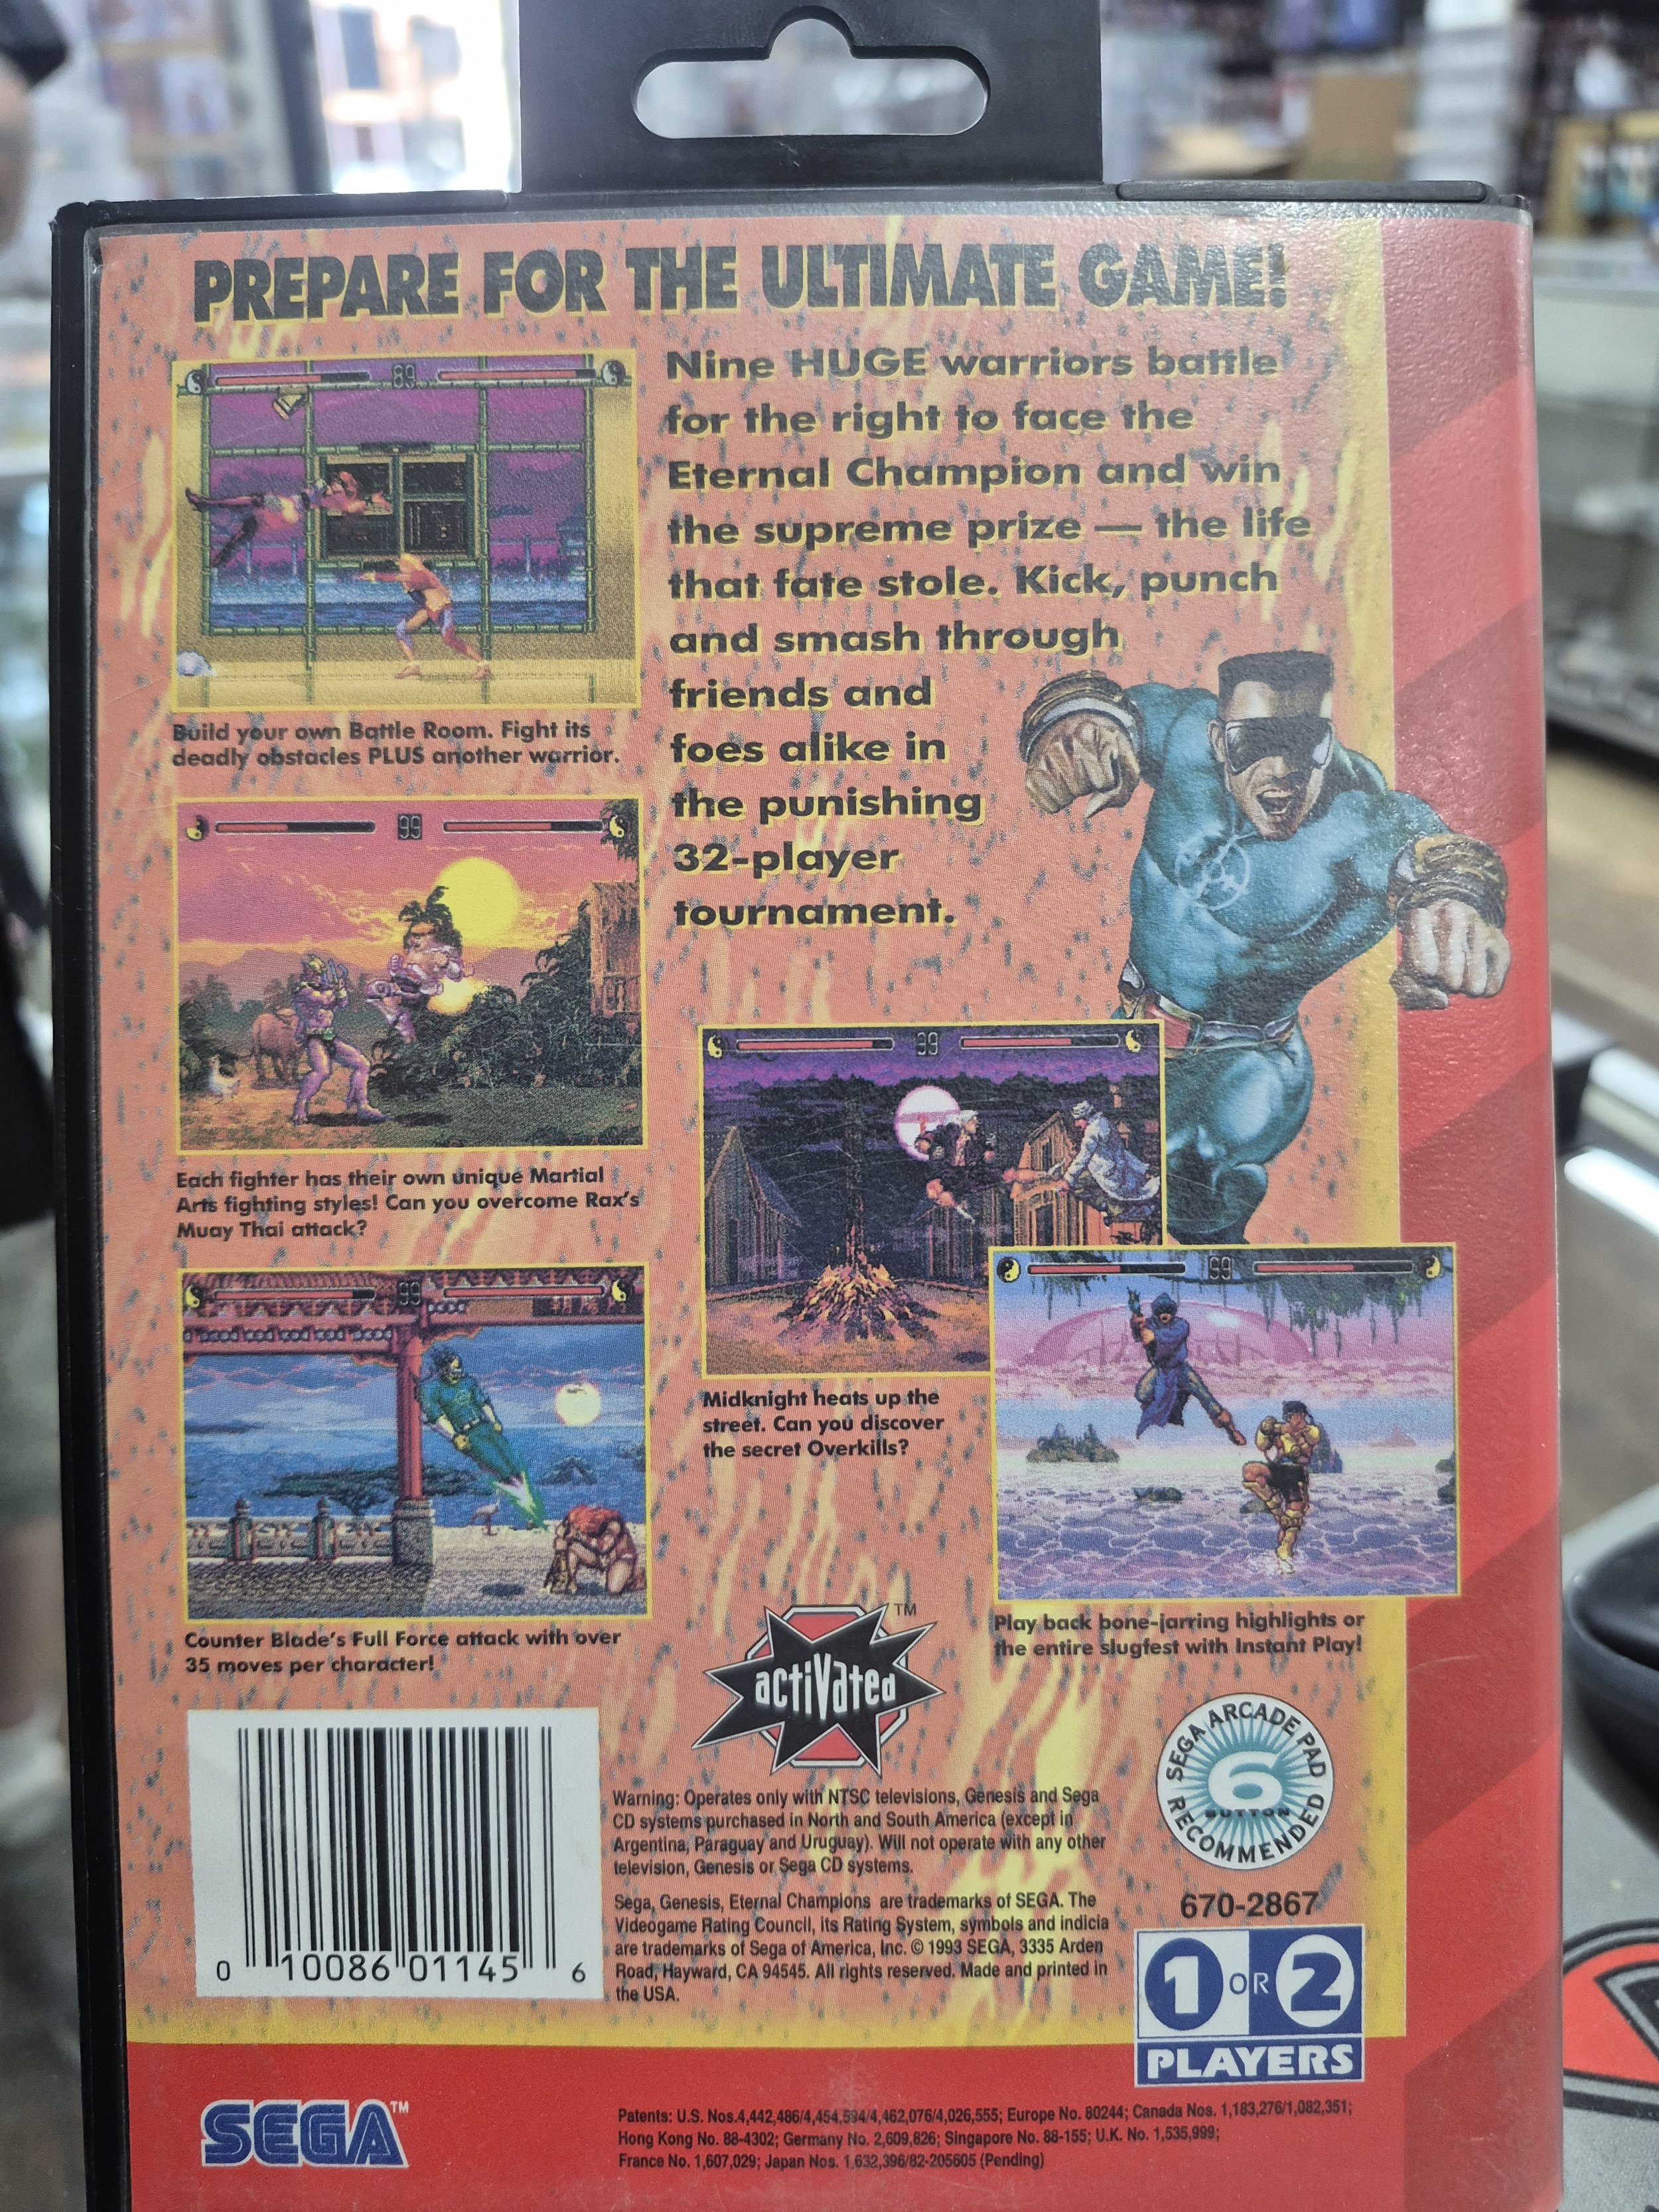 PREPARE FOR THE ULTIMATE GAME!
Nine HUGE warriors battle
for the right to face the
Eternal Champion and win
the supreme prize — the life
that fate stole. Kick, punch
and smash through
friends and
foes alike in
the punishing
32-player
tournament.
89
Build your own Battle Room. Fight its
deadly obstacles PLUS another warrior.
99
Each fighter has their own unique Martial
Arts fighting styles! Can you overcome Rax's
Muay Thai attack?
99
Midknight heats up the
street. Can you discover
the secret Overkills?
99
Counter Blade's Full Force attack with over
35 moves per character!
99
Play back bone-jarring highlights or
the entire slugfest with Instant Play!
activated™
SEGA ARCADE PAD
6
BUTTON
RECOMMENDED
Warning: Operates only with NTSC televisions, Genesis and Sega
CD systems purchased in North and South America (except in
Argentina, Paraguay and Uruguay). Will not operate with any other
television, Genesis or Sega CD systems.
Sega, Genesis, Eternal Champions are trademarks of SEGA. The
Videogame Rating Council, its Rating System, symbols and indicia
are trademarks of Sega of America, Inc. © 1993 SEGA, 3335 Arden
Road, Hayward, CA 94545. All rights reserved. Made and printed in
the USA.
0 10086 01145 6
670-2867
1 OR 2
PLAYERS
SEGA™
Patents: U.S. Nos.4,442,486/4,454,594/4,462,076/4,026,555; Europe No. 80244; Canada Nos. 1,183,276/1,082,351;
Hong Kong No. 88-4302; Germany No. 2,609,826; Singapore No. 88-155; U.K. No. 1,535,999;
France No. 1,607,029; Japan Nos. 1,632,396/82-205605 (Pending)